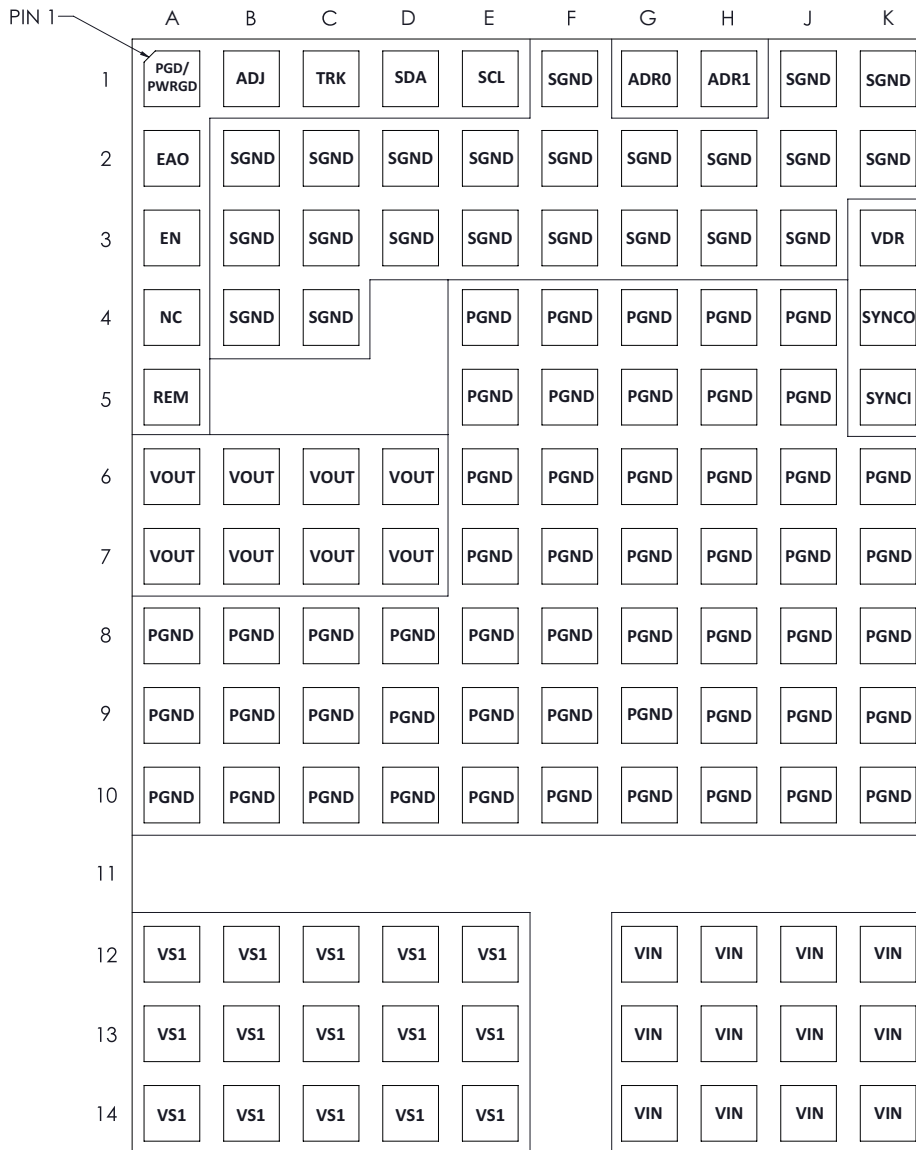 PIN 1 A B C D E F G H J K
1 PGD/PWRGD ADJ TRK SDA SCL SGND ADR0 ADR1 SGND SGND
2 EAO SGND SGND SGND SGND SGND SGND SGND SGND SGND
3 EN SGND SGND SGND SGND SGND SGND SGND SGND VDR
4 NC SGND SGND PGND PGND PGND PGND PGND SYNCO
5 REM PGND PGND PGND PGND PGND SYNCI
6 VOUT VOUT VOUT VOUT PGND PGND PGND PGND PGND PGND
7 VOUT VOUT VOUT VOUT PGND PGND PGND PGND PGND PGND
8 PGND PGND PGND PGND PGND PGND PGND PGND PGND PGND
9 PGND PGND PGND PGND PGND PGND PGND PGND PGND PGND
10 PGND PGND PGND PGND PGND PGND PGND PGND PGND PGND
11
12 VS1 VS1 VS1 VS1 VS1 VIN VIN VIN VIN
13 VS1 VS1 VS1 VS1 VS1 VIN VIN VIN VIN
14 VS1 VS1 VS1 VS1 VS1 VIN VIN VIN VIN